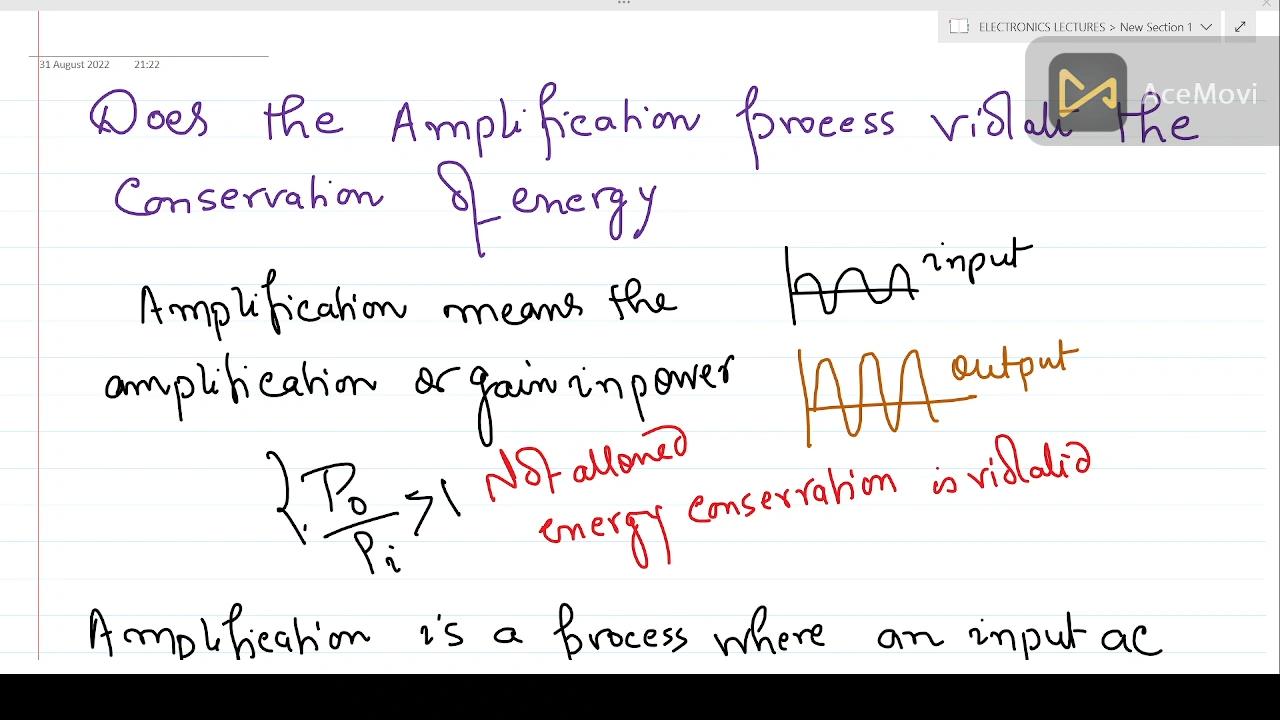 ELECTRONICS LECTURES > New Section 1
31 August 2022 21:22
AceMovi
Does the Amplification process violate the
Conservation of energy
Amplification means the
amplification or gain in power
input
output
{ Po/Pi >1 Not allowed
energy conservation is violated
Amplification is a process where an input ac